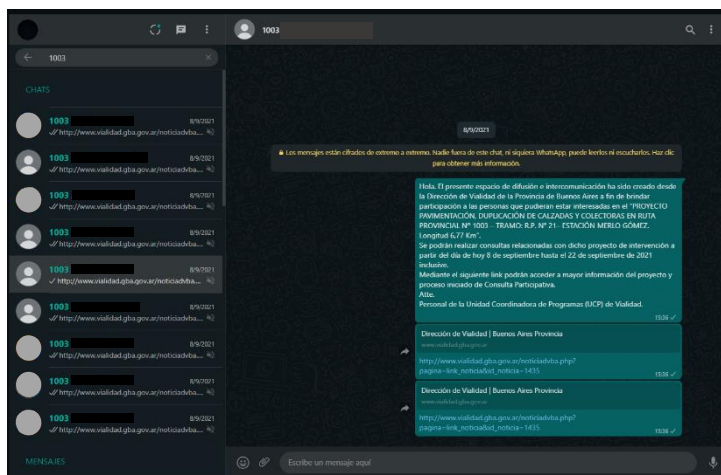 1003
1003
CHATS
1003
8/9/2021
http://www.vialidad.gba.gov.ar/noticiadvba...
1003
8/9/2021
http://www.vialidad.gba.gov.ar/noticiadvba...
1003
8/9/2021
http://www.vialidad.gba.gov.ar/noticiadvba...
1003
8/9/2021
http://www.vialidad.gba.gov.ar/noticiadvba...
1003
8/9/2021
http://www.vialidad.gba.gov.ar/noticiadvba...
1003
8/9/2021
http://www.vialidad.gba.gov.ar/noticiadvba...
1003
8/9/2021
http://www.vialidad.gba.gov.ar/noticiadvba...
1003
8/9/2021
http://www.vialidad.gba.gov.ar/noticiadvba...
1003
8/9/2021
http://www.vialidad.gba.gov.ar/noticiadvba...
MENSAJES
8/9/2021
Los mensajes están cifrados de extremo a extremo. Nadie fuera de este chat, ni siquiera WhatsApp, puede leerlos ni escucharlos. Haz clic
para obtener más información.
Hola. El presente espacio de difusión e intercomunicación ha sido creado desde
la Dirección de Vialidad de la Provincia de Buenos Aires a fin de brindar
participación a las personas que pudieran estar interesadas en el "PROYECTO
PAVIMENTACIÓN, DUPLICACIÓN DE CALZADAS Y COLECTORAS EN RUTA
PROVINCIAL N° 1003 – TRAMO: R.P. N° 21– ESTACIÓN MERLO GÓMEZ.
Longitud 6,77 Km".
Se podrán realizar consultas relacionadas con dicho proyecto de intervención a
partir del día de hoy 8 de septiembre hasta el 22 de septiembre de 2021
inclusive.
Mediante el siguiente link podrán acceder a mayor información del proyecto y
proceso iniciado de Consulta Participativa.
Atte.
Personal de la Unidad Coordinadora de Programas (UCP) de Vialidad.
15:36
Dirección de Vialidad | Buenos Aires Provincia
www.vialidad.gba.gov.ar
http://www.vialidad.gba.gov.ar/noticiadvba.php?
pagina=link_noticia&id_noticia=1435
15:36
Dirección de Vialidad | Buenos Aires Provincia
www.vialidad.gba.gov.ar
http://www.vialidad.gba.gov.ar/noticiadvba.php?
pagina=link_noticia&id_noticia=1435
15:36
Escribe un mensaje aquí